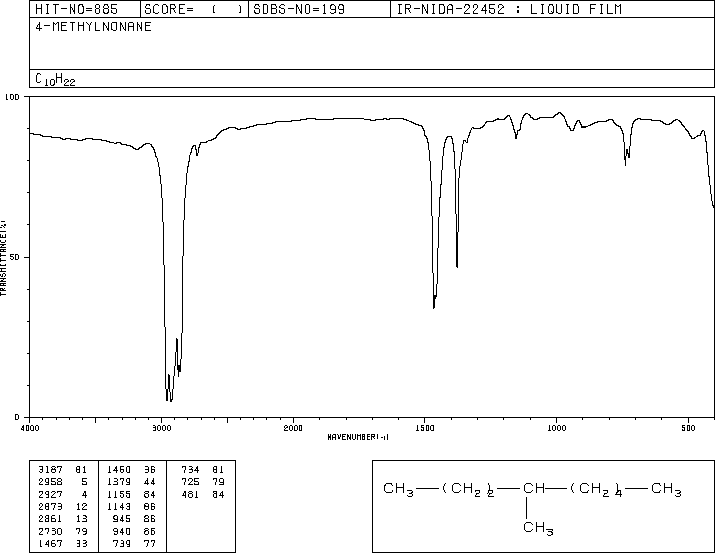 HIT-NO=885 SCORE= ( ) SDBS-NO=199 IR-NIDA-22452 : LIQUID FILM
4-METHYLNONANE
C10H22
100
50
0
TRANSMITTANCE(%)
4000 3000 2000 1500 1000 500
WAVENUMBER(-1)
3187 81 1460 36 734 81
2958 5 1379 44 725 79
2927 4 1155 84 481 84
2873 12 1143 86
2861 13 945 86
2730 79 940 86
1467 33 739 77
CH3—(CH2)2—CH—(CH2)4—CH3
CH3